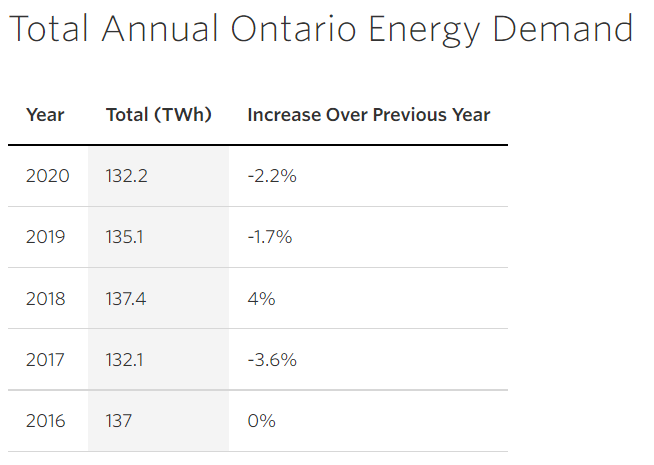 Total Annual Ontario Energy Demand
Year Total (TWh) Increase Over Previous Year
2020 132.2 -2.2%
2019 135.1 -1.7%
2018 137.4 4%
2017 132.1 -3.6%
2016 137 0%